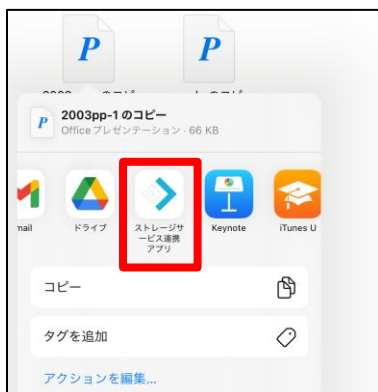 P
P
P
2003pp-1 のコピー
Office プレゼンテーション · 66 KB
mail
ドライブ
ストレージサ
ービス連携
アプリ
Keynote
iTunes U
コピー
タグを追加
アクションを編集...